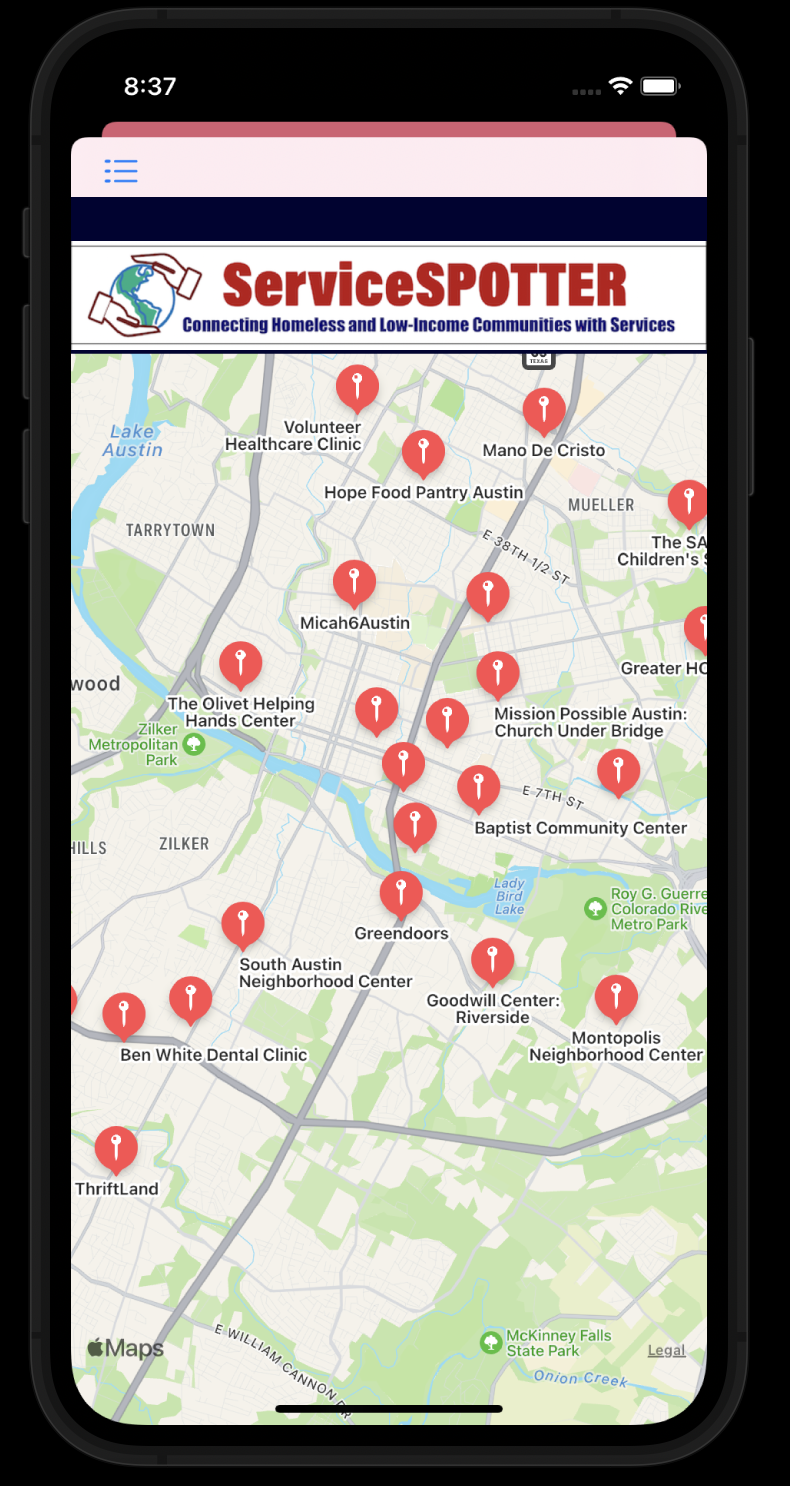 8:37
ServiceSPOTTER
Connecting Homeless and Low-Income Communities with Services
TEXAS
Lake
Austin
Volunteer
Healthcare Clinic
Mano De Cristo
Hope Food Pantry Austin
MUELLER
TARRYTOWN
E 38TH 1/2 ST
The SA
Children's S
Micah6Austin
Greater HO
wood
The Olivet Helping
Hands Center
Mission Possible Austin:
Church Under Bridge
Zilker
Metropolitan
Park
E 7TH ST
Baptist Community Center
HILLS
ZILKER
Lady
Bird
Lake
Roy G. Guerre
Colorado Rive
Metro Park
Greendoors
South Austin
Neighborhood Center
Goodwill Center:
Riverside
Montopolis
Neighborhood Center
Ben White Dental Clinic
ThriftLand
McKinney Falls
State Park
Maps
Legal
E WILLIAM CANNON DR
Onion Creek